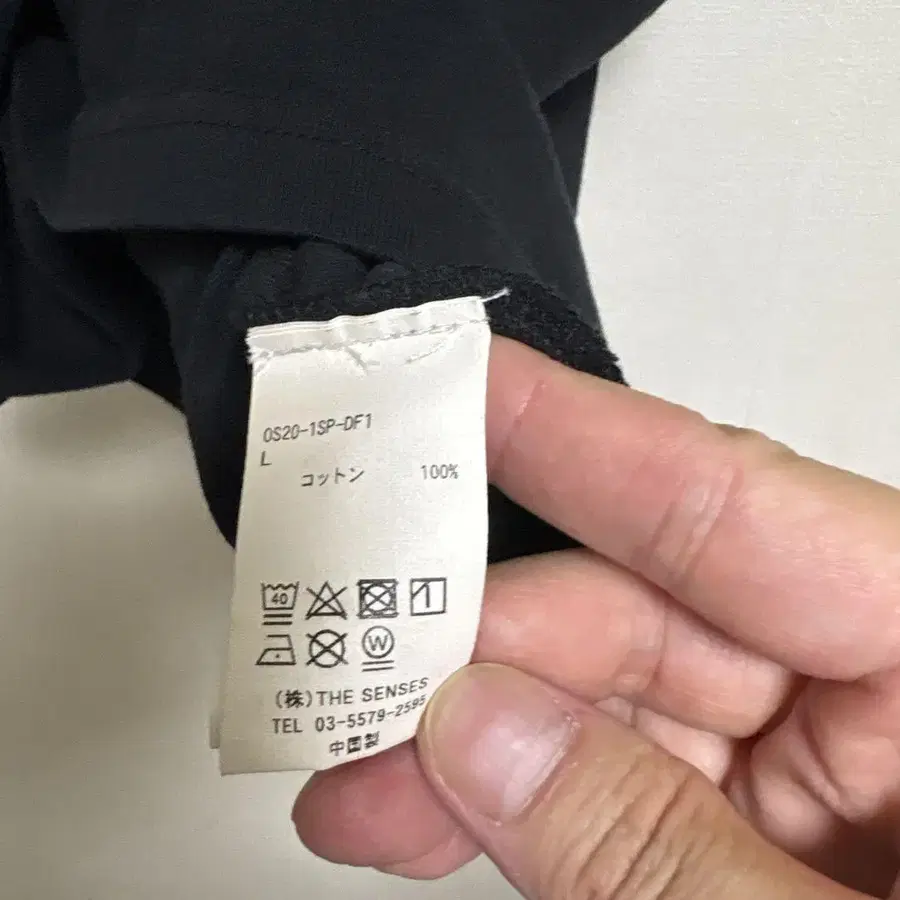 OS20-1SP-DF1
L
コットン 100%
40
W
(株)THE SENSES
TEL 03-5579-2595
中国製